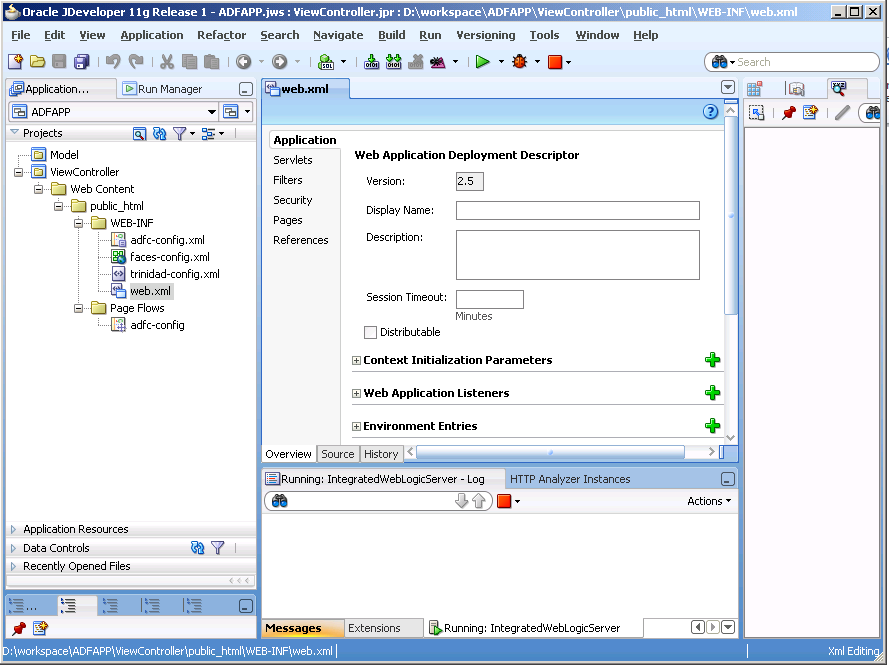 Oracle JDeveloper 11g Release 1 - ADFAPP.jws : ViewController.jpr : D:\workspace\ADFAPP\ViewController\public_html\WEB-INF\web.xml
File Edit View Application Refactor Search Navigate Build Run Versioning Tools Window Help
SQL
Search
Application...
Run Manager
ADFAPP
Projects
Model
ViewController
Web Content
public_html
WEB-INF
adfc-config.xml
faces-config.xml
trinidad-config.xml
web.xml
Page Flows
adfc-config
Application Resources
Data Controls
Recently Opened Files
web.xml
Application
Servlets
Filters
Security
Pages
References
Web Application Deployment Descriptor
Version: 2.5
Display Name:
Description:
Session Timeout:
Minutes
Distributable
Context Initialization Parameters
Web Application Listeners
Environment Entries
Overview Source History
Running: IntegratedWebLogicServer - Log
HTTP Analyzer Instances
Actions
Messages Extensions Running: IntegratedWebLogicServer
D:\workspace\ADFAPP\ViewController\public_html\WEB-INF\web.xml
Xml Editing